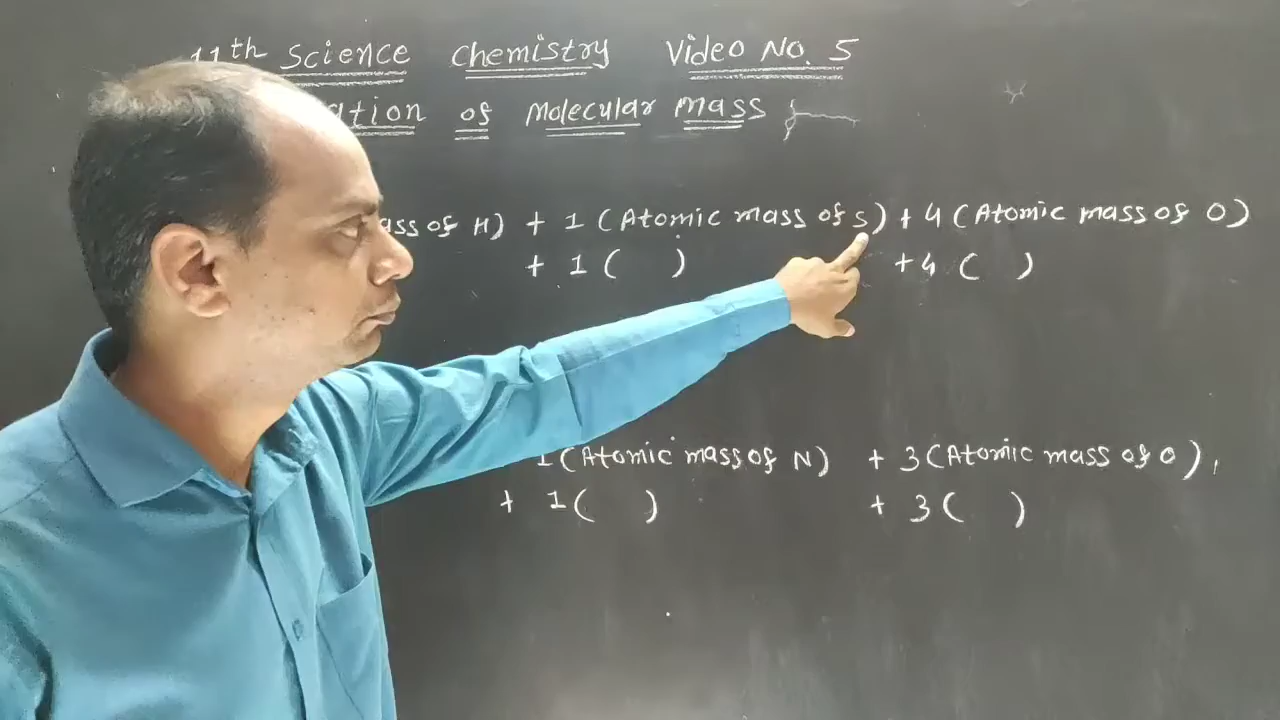 11th Science Chemistry Video No. 5
of Molecular Mass
of H) + 1 (Atomic mass of S) + 4 (Atomic mass of O)
+ 1 ( ) + 4 ( )
1 (Atomic mass of N) + 3 (Atomic mass of O)
+ 1 ( ) + 3 ( )